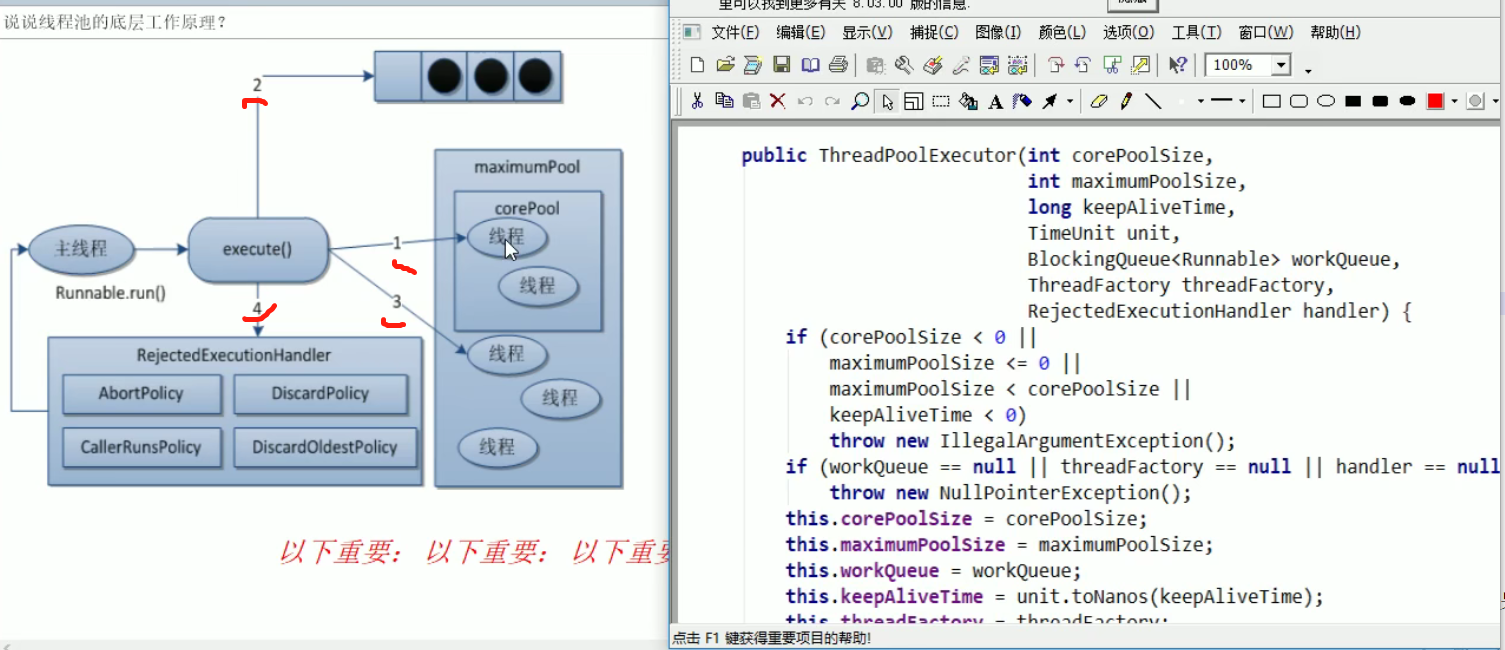 说说线程池的底层工作原理?
2
maximumPool
corePool
线程
线程
主线程
execute()
1
3
Runnable.run()
4
线程
线程
线程
RejectedExecutionHandler
AbortPolicy
DiscardPolicy
CallerRunsPolicy
DiscardOldestPolicy
以下重要: 以下重要: 以下重要
里可以找到更多有关 8.03.00 版的信息.
文件(F) 编辑(E) 显示(V) 捕捉(C) 图像(I) 颜色(L) 选项(O) 工具(T) 窗口(W) 帮助(H)
100%
public ThreadPoolExecutor(int corePoolSize,
int maximumPoolSize,
long keepAliveTime,
TimeUnit unit,
BlockingQueue<Runnable> workQueue,
ThreadFactory threadFactory,
RejectedExecutionHandler handler) {
if (corePoolSize < 0 ||
maximumPoolSize <= 0 ||
maximumPoolSize < corePoolSize ||
keepAliveTime < 0)
throw new IllegalArgumentException();
if (workQueue == null || threadFactory == null || handler == null
throw new NullPointerException();
this.corePoolSize = corePoolSize;
this.maximumPoolSize = maximumPoolSize;
this.workQueue = workQueue;
this.keepAliveTime = unit.toNanos(keepAliveTime);
this.threadFactory = threadFactory;
点击 F1 键获得重要项目的帮助!